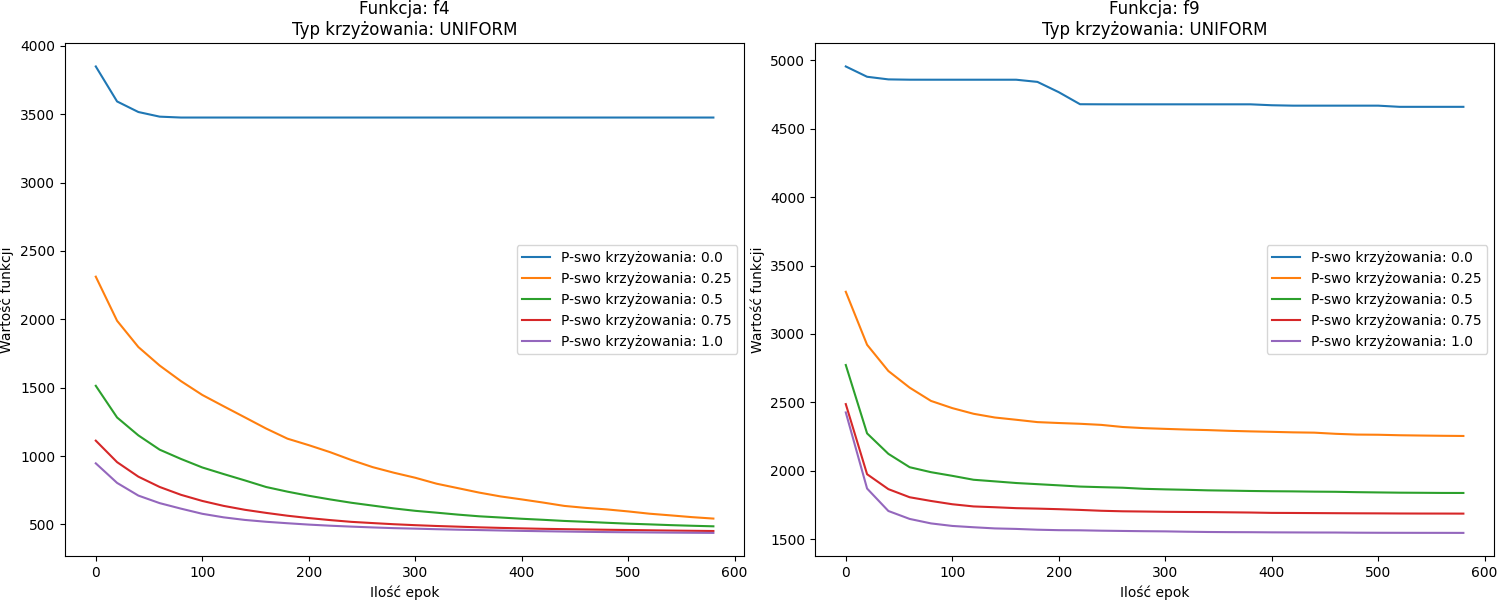 Funkcja: f4
Typ krzyżowania: UNIFORM
4000
3500
3000
2500
2000
1500
1000
500
Wartość funkcji
P-swo krzyżowania: 0.0
P-swo krzyżowania: 0.25
P-swo krzyżowania: 0.5
P-swo krzyżowania: 0.75
P-swo krzyżowania: 1.0
0 100 200 300 400 500 600
Ilość epok
Funkcja: f9
Typ krzyżowania: UNIFORM
5000
4500
4000
3500
3000
2500
2000
1500
Wartość funkcji
P-swo krzyżowania: 0.0
P-swo krzyżowania: 0.25
P-swo krzyżowania: 0.5
P-swo krzyżowania: 0.75
P-swo krzyżowania: 1.0
0 100 200 300 400 500 600
Ilość epok